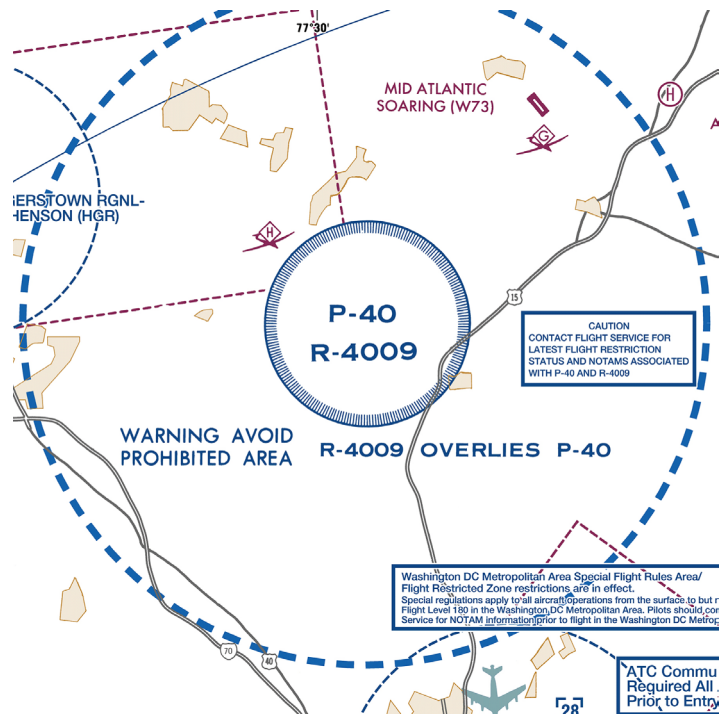 77°30'
MID ATLANTIC
SOARING (W73)
H
G
GERSTOWN RGNL-
HENSON (HGR)
H
P-40
R-4009
15
CAUTION
CONTACT FLIGHT SERVICE FOR
LATEST FLIGHT RESTRICTION
STATUS AND NOTAMS ASSOCIATED
WITH P-40 AND R-4009
WARNING AVOID
PROHIBITED AREA
R-4009 OVERLIES P-40
Washington DC Metropolitan Area Special Flight Rules Area/
Flight Restricted Zone restrictions are in effect.
Special regulations apply to all aircraft operations from the surface to but
Flight Level 180 in the Washington DC Metropolitan Area. Pilots should
Service for NOTAM information prior to flight in the Washington DC
70
40
ATC Commu
Required All
Prior to Entry
28